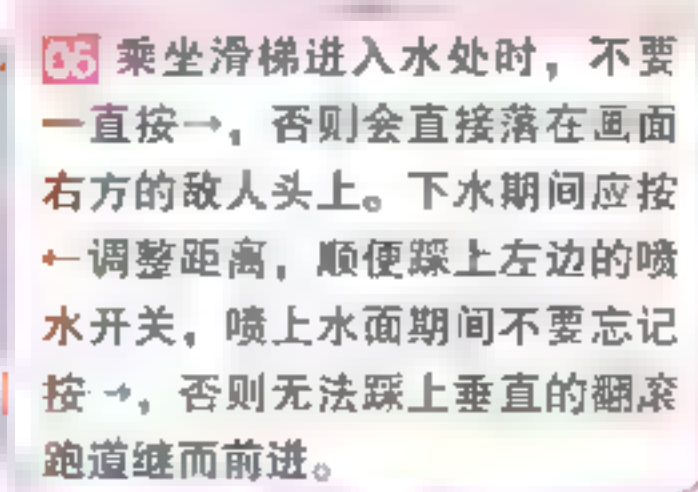 05 乘坐滑梯进入水处时，不要
一直按→，否则会直接落在画面
右方的敌人头上。下水期间应按
←调整距离，顺便踩上左边的喷
水开关，喷上水面期间不要忘记
按→，否则无法踩上垂直的翻滚
跑道继而前进。